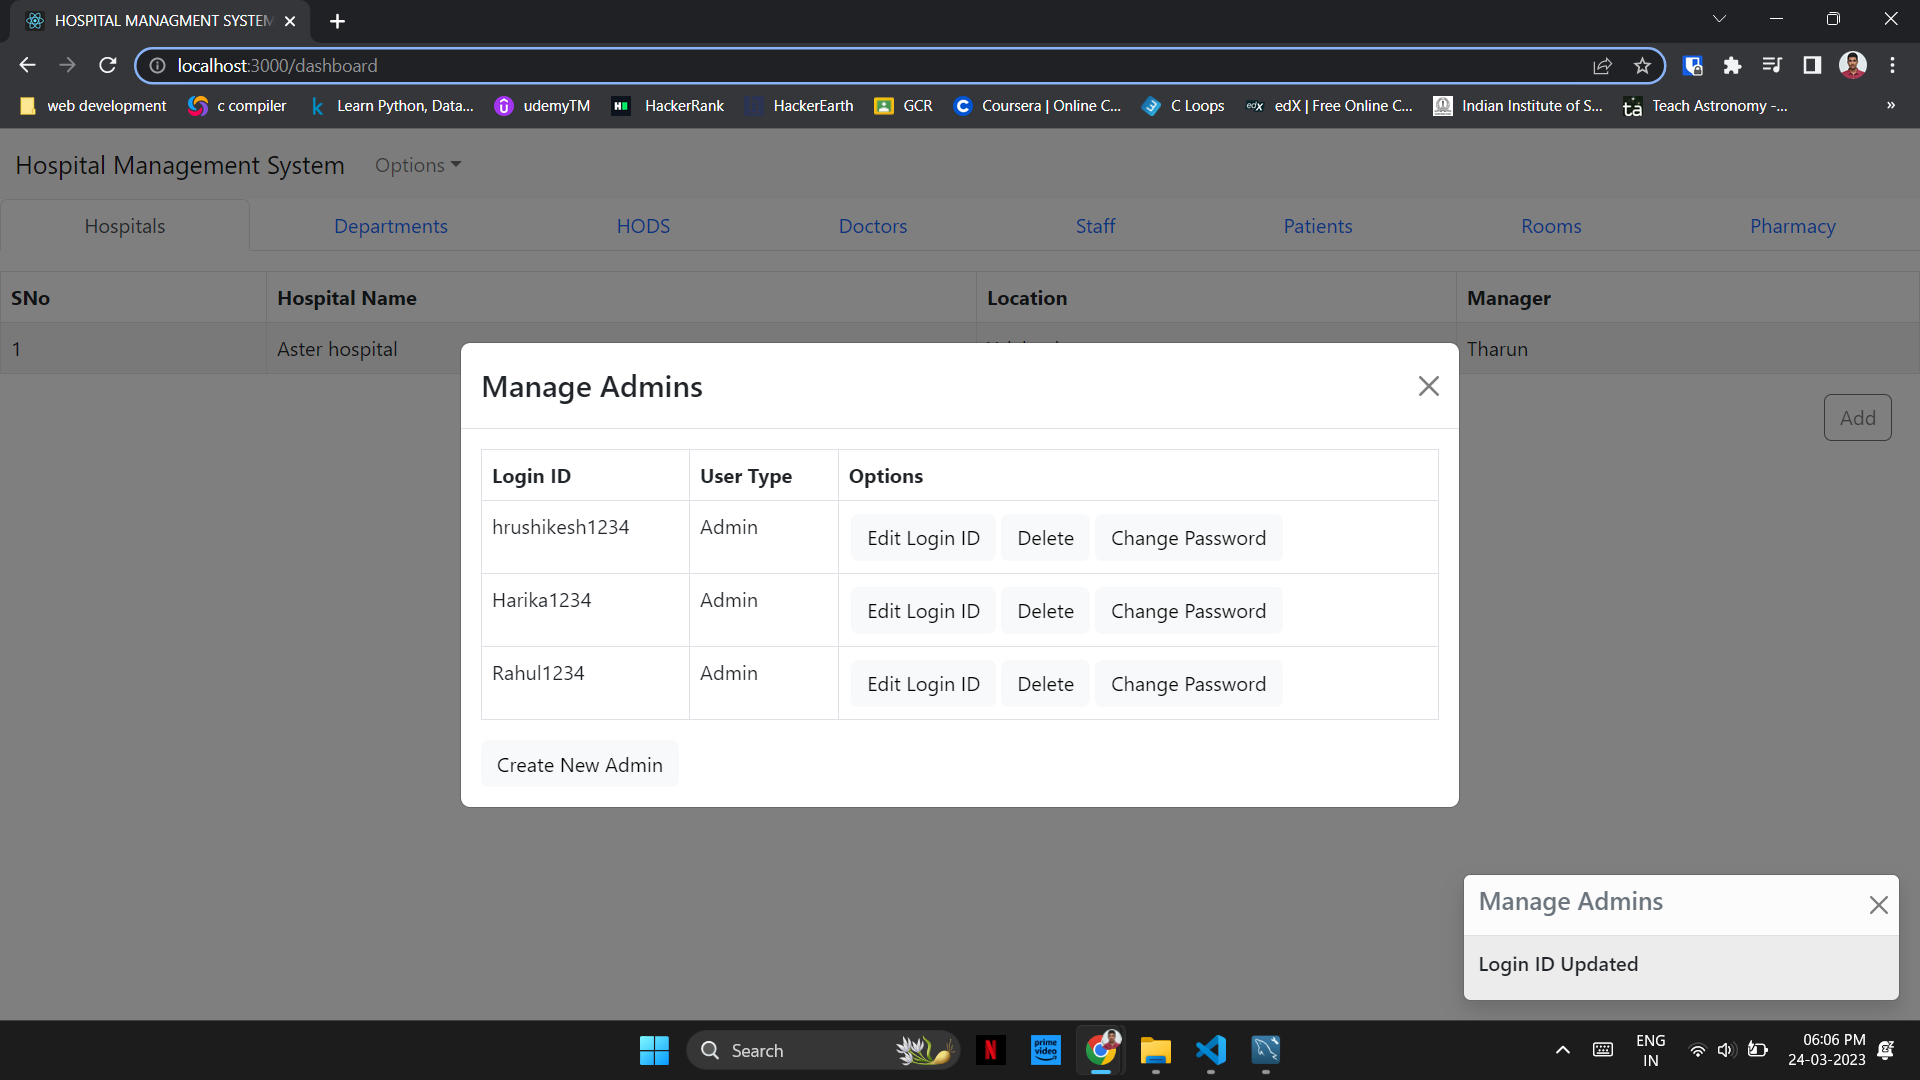 HOSPITAL MANAGMENT SYSTEM
localhost:3000/dashboard
web development c compiler Learn Python, Data... udemyTM HackerRank HackerEarth GCR Coursera | Online C... C Loops edX | Free Online C... Indian Institute of S... Teach Astronomy -... »
Hospital Management System Options
Hospitals Departments HODS Doctors Staff Patients Rooms Pharmacy
SNo Hospital Name Location Manager
1 Aster hospital Tharun
Add
Manage Admins
Login ID User Type Options
hrushikesh1234 Admin Edit Login ID Delete Change Password
Harika1234 Admin Edit Login ID Delete Change Password
Rahul1234 Admin Edit Login ID Delete Change Password
Create New Admin
Manage Admins
Login ID Updated
Search
prime video
ENG
IN
06:06 PM
24-03-2023